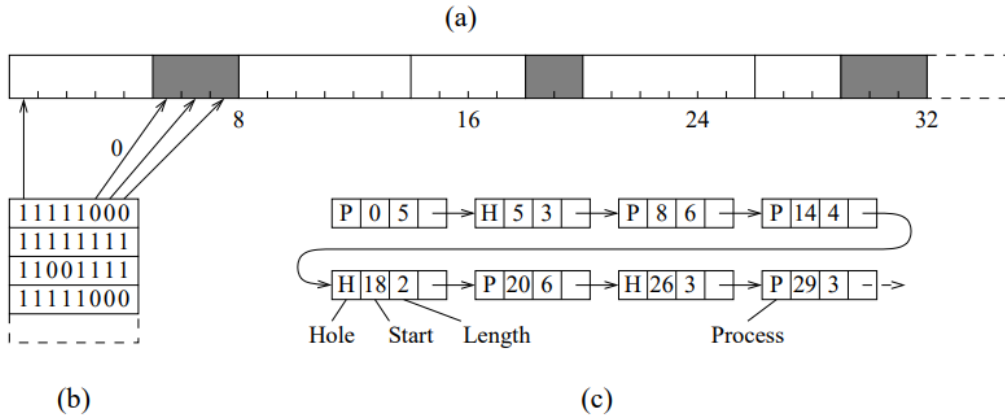 (a)
8 16 24 32
0
11111000
11111111
11001111
11111000
P 0 5 H 5 3 P 8 6 P 14 4
H 18 2 P 20 6 H 26 3 P 29 3
Hole Start Length Process
(b) (c)